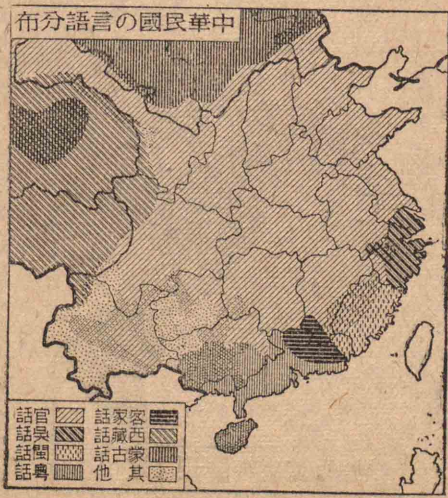 中華民國の言語分布
客家話
西藏話
蒙古話
其他
官話
吳話
閩話
粵話